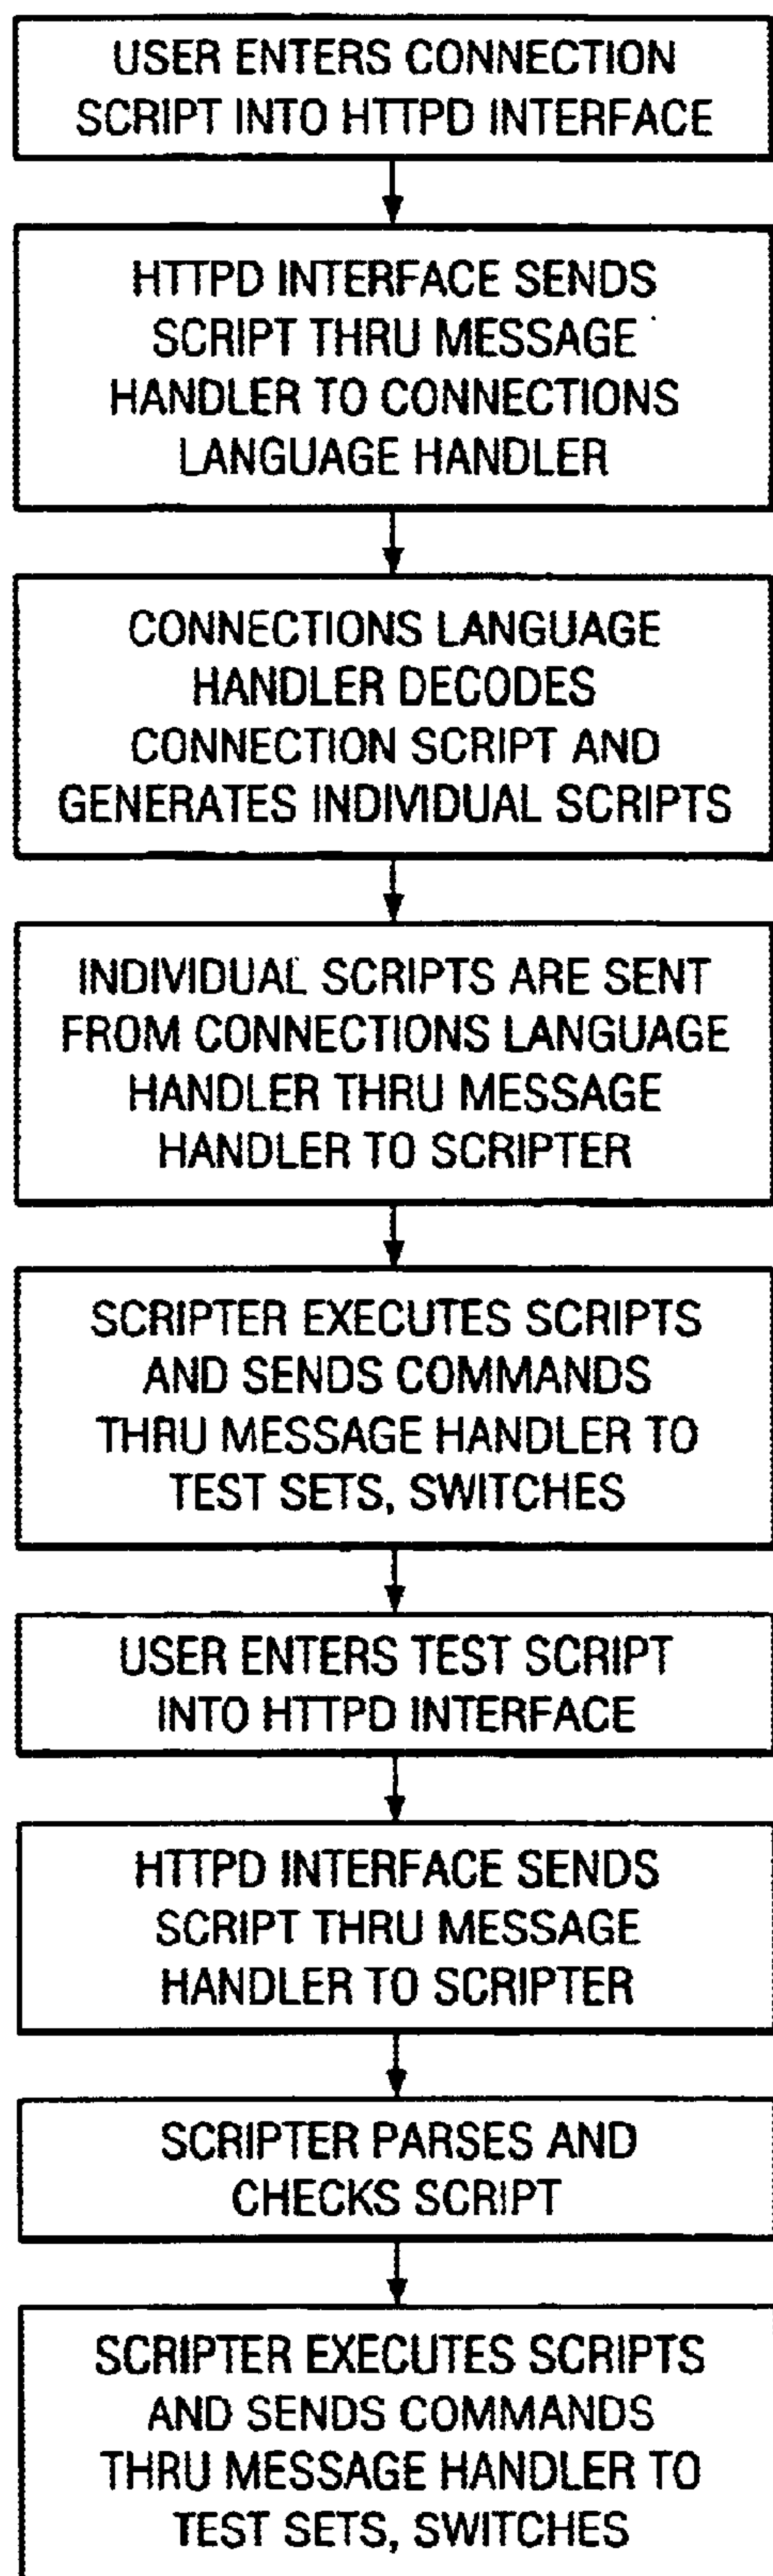 USER ENTERS CONNECTION
SCRIPT INTO HTTPD INTERFACE
HTTPD INTERFACE SENDS
SCRIPT THRU MESSAGE
HANDLER TO CONNECTIONS
LANGUAGE HANDLER
CONNECTIONS LANGUAGE
HANDLER DECODES
CONNECTION SCRIPT AND
GENERATES INDIVIDUAL SCRIPTS
INDIVIDUAL SCRIPTS ARE SENT
FROM CONNECTIONS LANGUAGE
HANDLER THRU MESSAGE
HANDLER TO SCRIPTER
SCRIPTER EXECUTES SCRIPTS
AND SENDS COMMANDS
THRU MESSAGE HANDLER TO
TEST SETS, SWITCHES
USER ENTERS TEST SCRIPT
INTO HTTPD INTERFACE
HTTPD INTERFACE SENDS
SCRIPT THRU MESSAGE
HANDLER TO SCRIPTER
SCRIPTER PARSES AND
CHECKS SCRIPT
SCRIPTER EXECUTES SCRIPTS
AND SENDS COMMANDS
THRU MESSAGE HANDLER TO
TEST SETS, SWITCHES